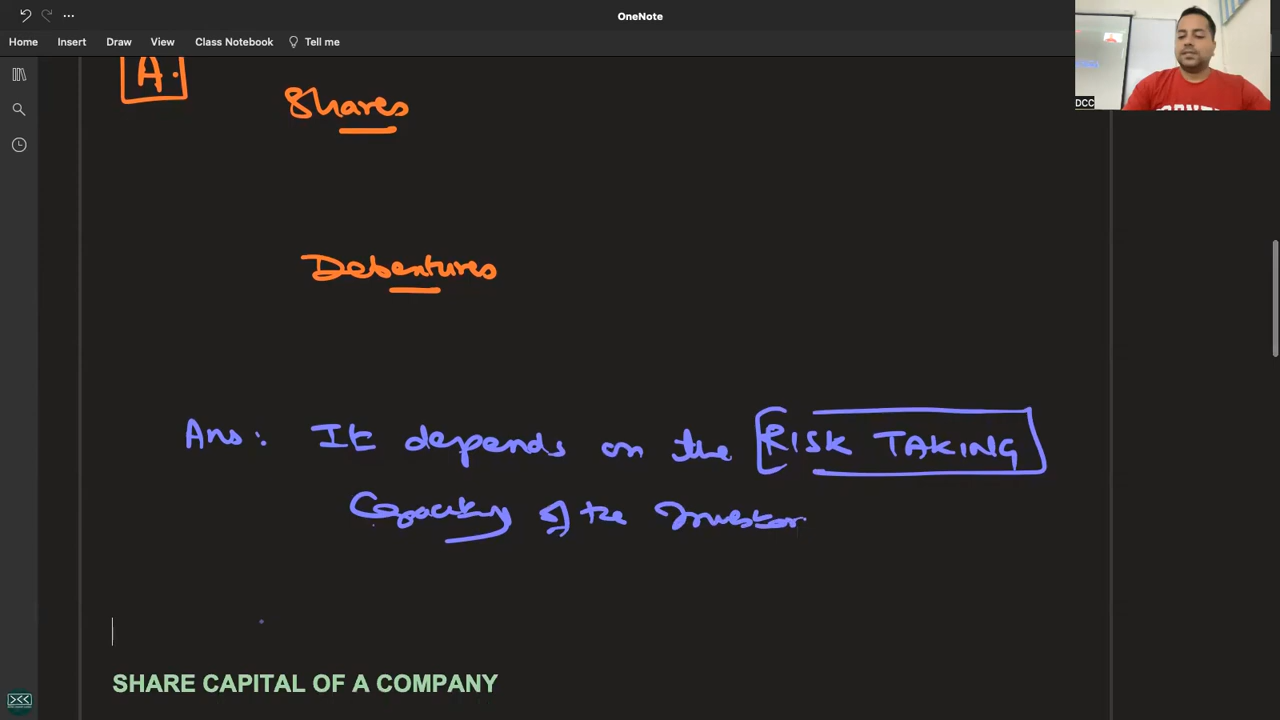 OneNote
Home Insert Draw View Class Notebook Tell me
DCC
A.
Shares
Debentures
Ans: It depends on the RISK TAKING
Capacity of the Investor
SHARE CAPITAL OF A COMPANY